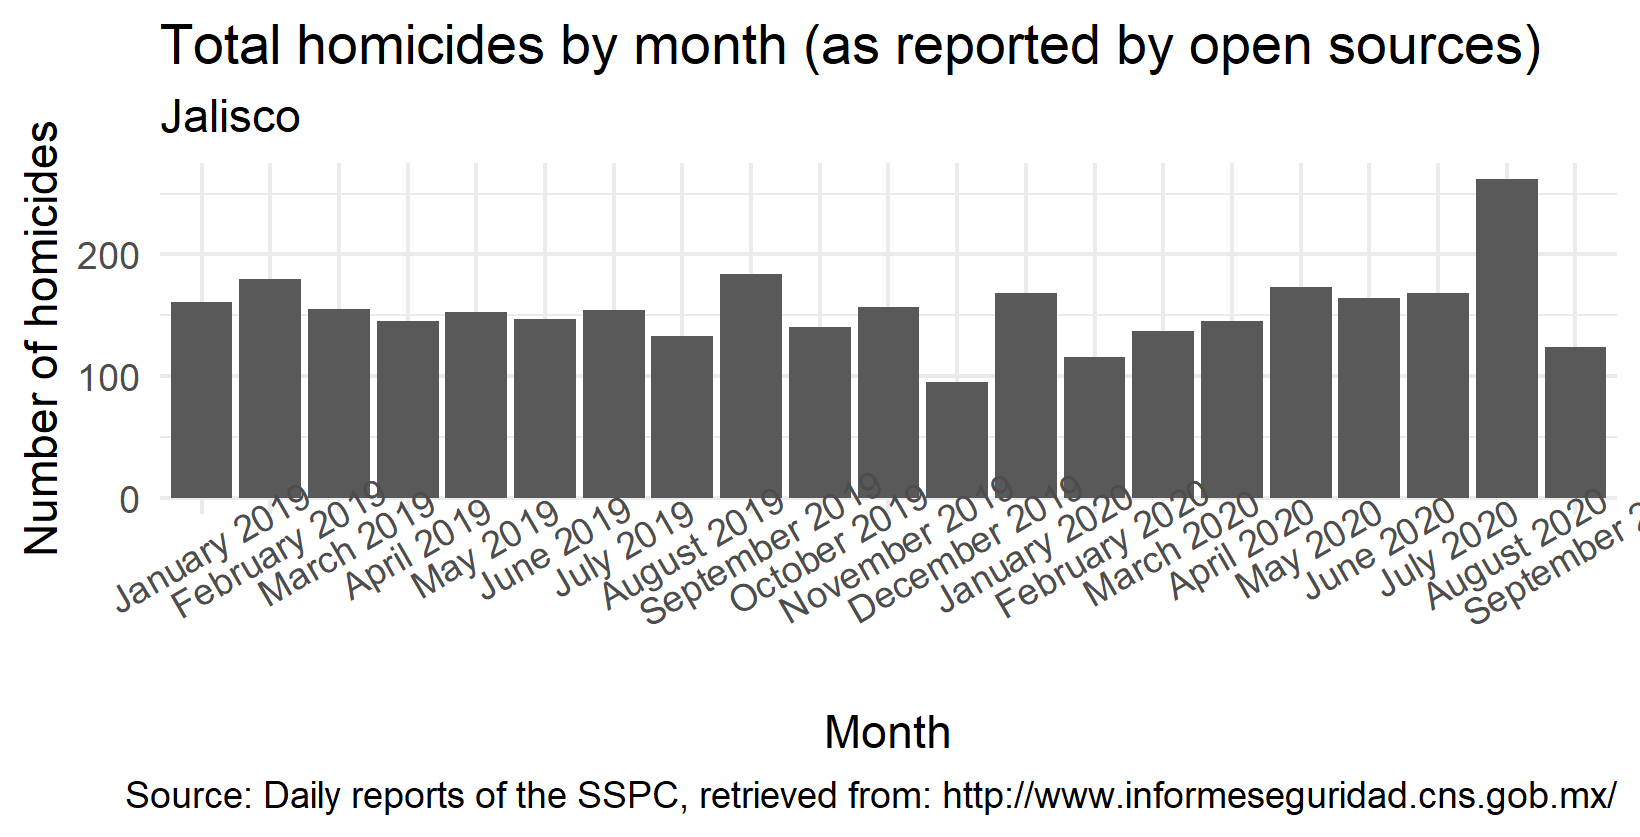 Total homicides by month (as reported by open sources)
Jalisco
Number of homicides
200
100
0
January 2019
February 2019
March 2019
April 2019
May 2019
June 2019
July 2019
August 2019
September 2019
October 2019
November 2019
December 2019
January 2020
February 2020
March 2020
April 2020
May 2020
June 2020
July 2020
August 2020
September 2
Month
Source: Daily reports of the SSPC, retrieved from: http://www.informeseguridad.cns.gob.mx/